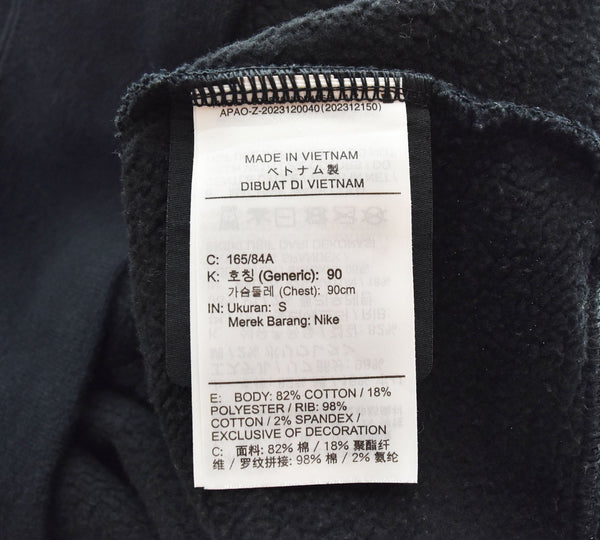 APAO-Z-2023120040(202312150)
MADE IN VIETNAM
ベトナム製
DIBUAT DI VIETNAM
C: 165/84A
K: 호칭 (Generic): 90
가슴둘레 (Chest): 90cm
IN: Ukuran: S
Merek Barang: Nike
E: BODY: 82% COTTON / 18%
POLYESTER / RIB: 98%
COTTON / 2% SPANDEX /
EXCLUSIVE OF DECORATION
C: 面料: 82% 棉 / 18% 聚酯纤
维 / 罗纹拼接: 98% 棉 / 2% 氨纶